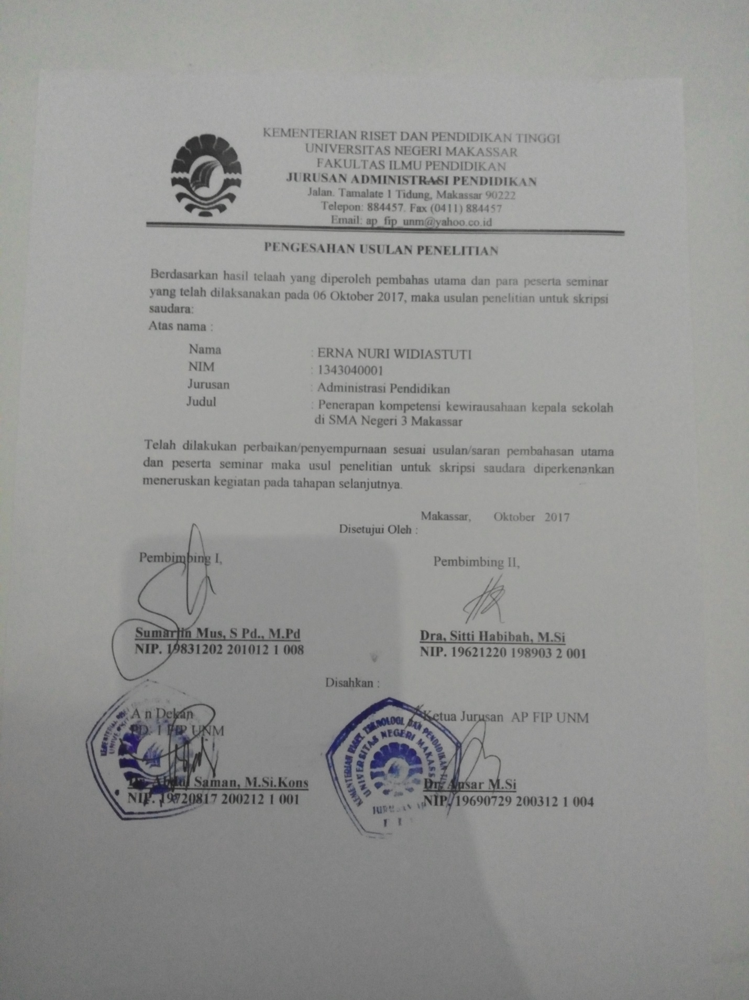 KEMENTERIAN RISET DAN PENDIDIKAN TINGGI
UNIVERSITAS NEGERI MAKASSAR
FAKULTAS ILMU PENDIDIKAN
JURUSAN ADMINISTRASI PENDIDIKAN
Jalan. Tamalate 1 Tidung, Makassar 90222
Telepon: 884457. Fax (0411) 884457
Email: ap_fip_unm@yahoo.co.id
PENGESAHAN USULAN PENELITIAN
Berdasarkan hasil telaah yang diperoleh pembahas utama dan para peserta seminar
yang telah dilaksanakan pada 06 Oktober 2017, maka usulan penelitian untuk skripsi
saudara:
Atas nama :
Nama : ERNA NURI WIDIASTUTI
NIM : 1343040001
Jurusan : Administrasi Pendidikan
Judul : Penerapan kompetensi kewirausahaan kepala sekolah
di SMA Negeri 3 Makassar
Telah dilakukan perbaikan/penyempurnaan sesuai usulan/saran pembahasan utama
dan peserta seminar maka usul penelitian untuk skripsi saudara diperkenankan
meneruskan kegiatan pada tahapan selanjutnya.
Makassar, Oktober 2017
Disetujui Oleh :
Pembimbing I, Pembimbing II,
Sumarlin Mus, S Pd., M.Pd Dra, Sitti Habibah, M.Si
NIP. 19831202 201012 1 008 NIP. 19621220 198903 2 001
Disahkan :
A n Dekan Ketua Jurusan AP FIP UNM
PD. 1 FIP UNM
Abdul Saman, M.Si.Kons Dr. Ansar M.Si
NIP. 19720817 200212 1 001 NIP. 19690729 200312 1 004
KEMENTERIAN RISET, TEKNOLOGI, DAN PENDIDIKAN
UNIVERSITAS NEGERI MAKASS
JURUSAN